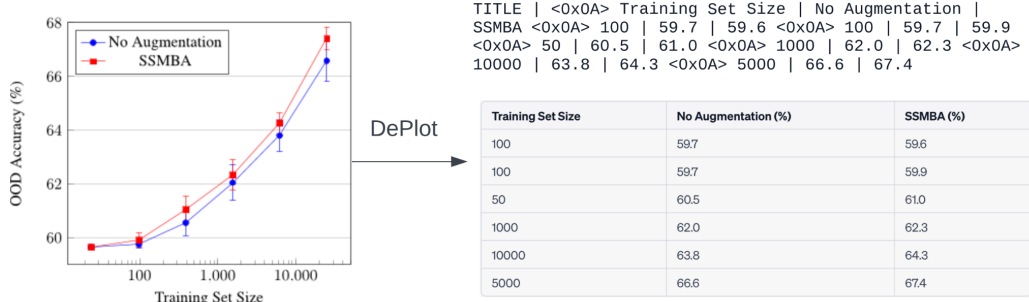 68
66
64
62
60
OOD Accuracy (%)
No Augmentation
SSMBA
100
1.000
10.000
Training Set Size
DePlot
TITLE | <0x0A> Training Set Size | No Augmentation |
SSMBA <0x0A> 100 | 59.7 | 59.6 <0x0A> 100 | 59.7 | 59.9
<0x0A> 50 | 60.5 | 61.0 <0x0A> 1000 | 62.0 | 62.3 <0x0A>
10000 | 63.8 | 64.3 <0x0A> 5000 | 66.6 | 67.4
Training Set Size No Augmentation (%) SSMBA (%)
100 59.7 59.6
100 59.7 59.9
50 60.5 61.0
1000 62.0 62.3
10000 63.8 64.3
5000 66.6 67.4